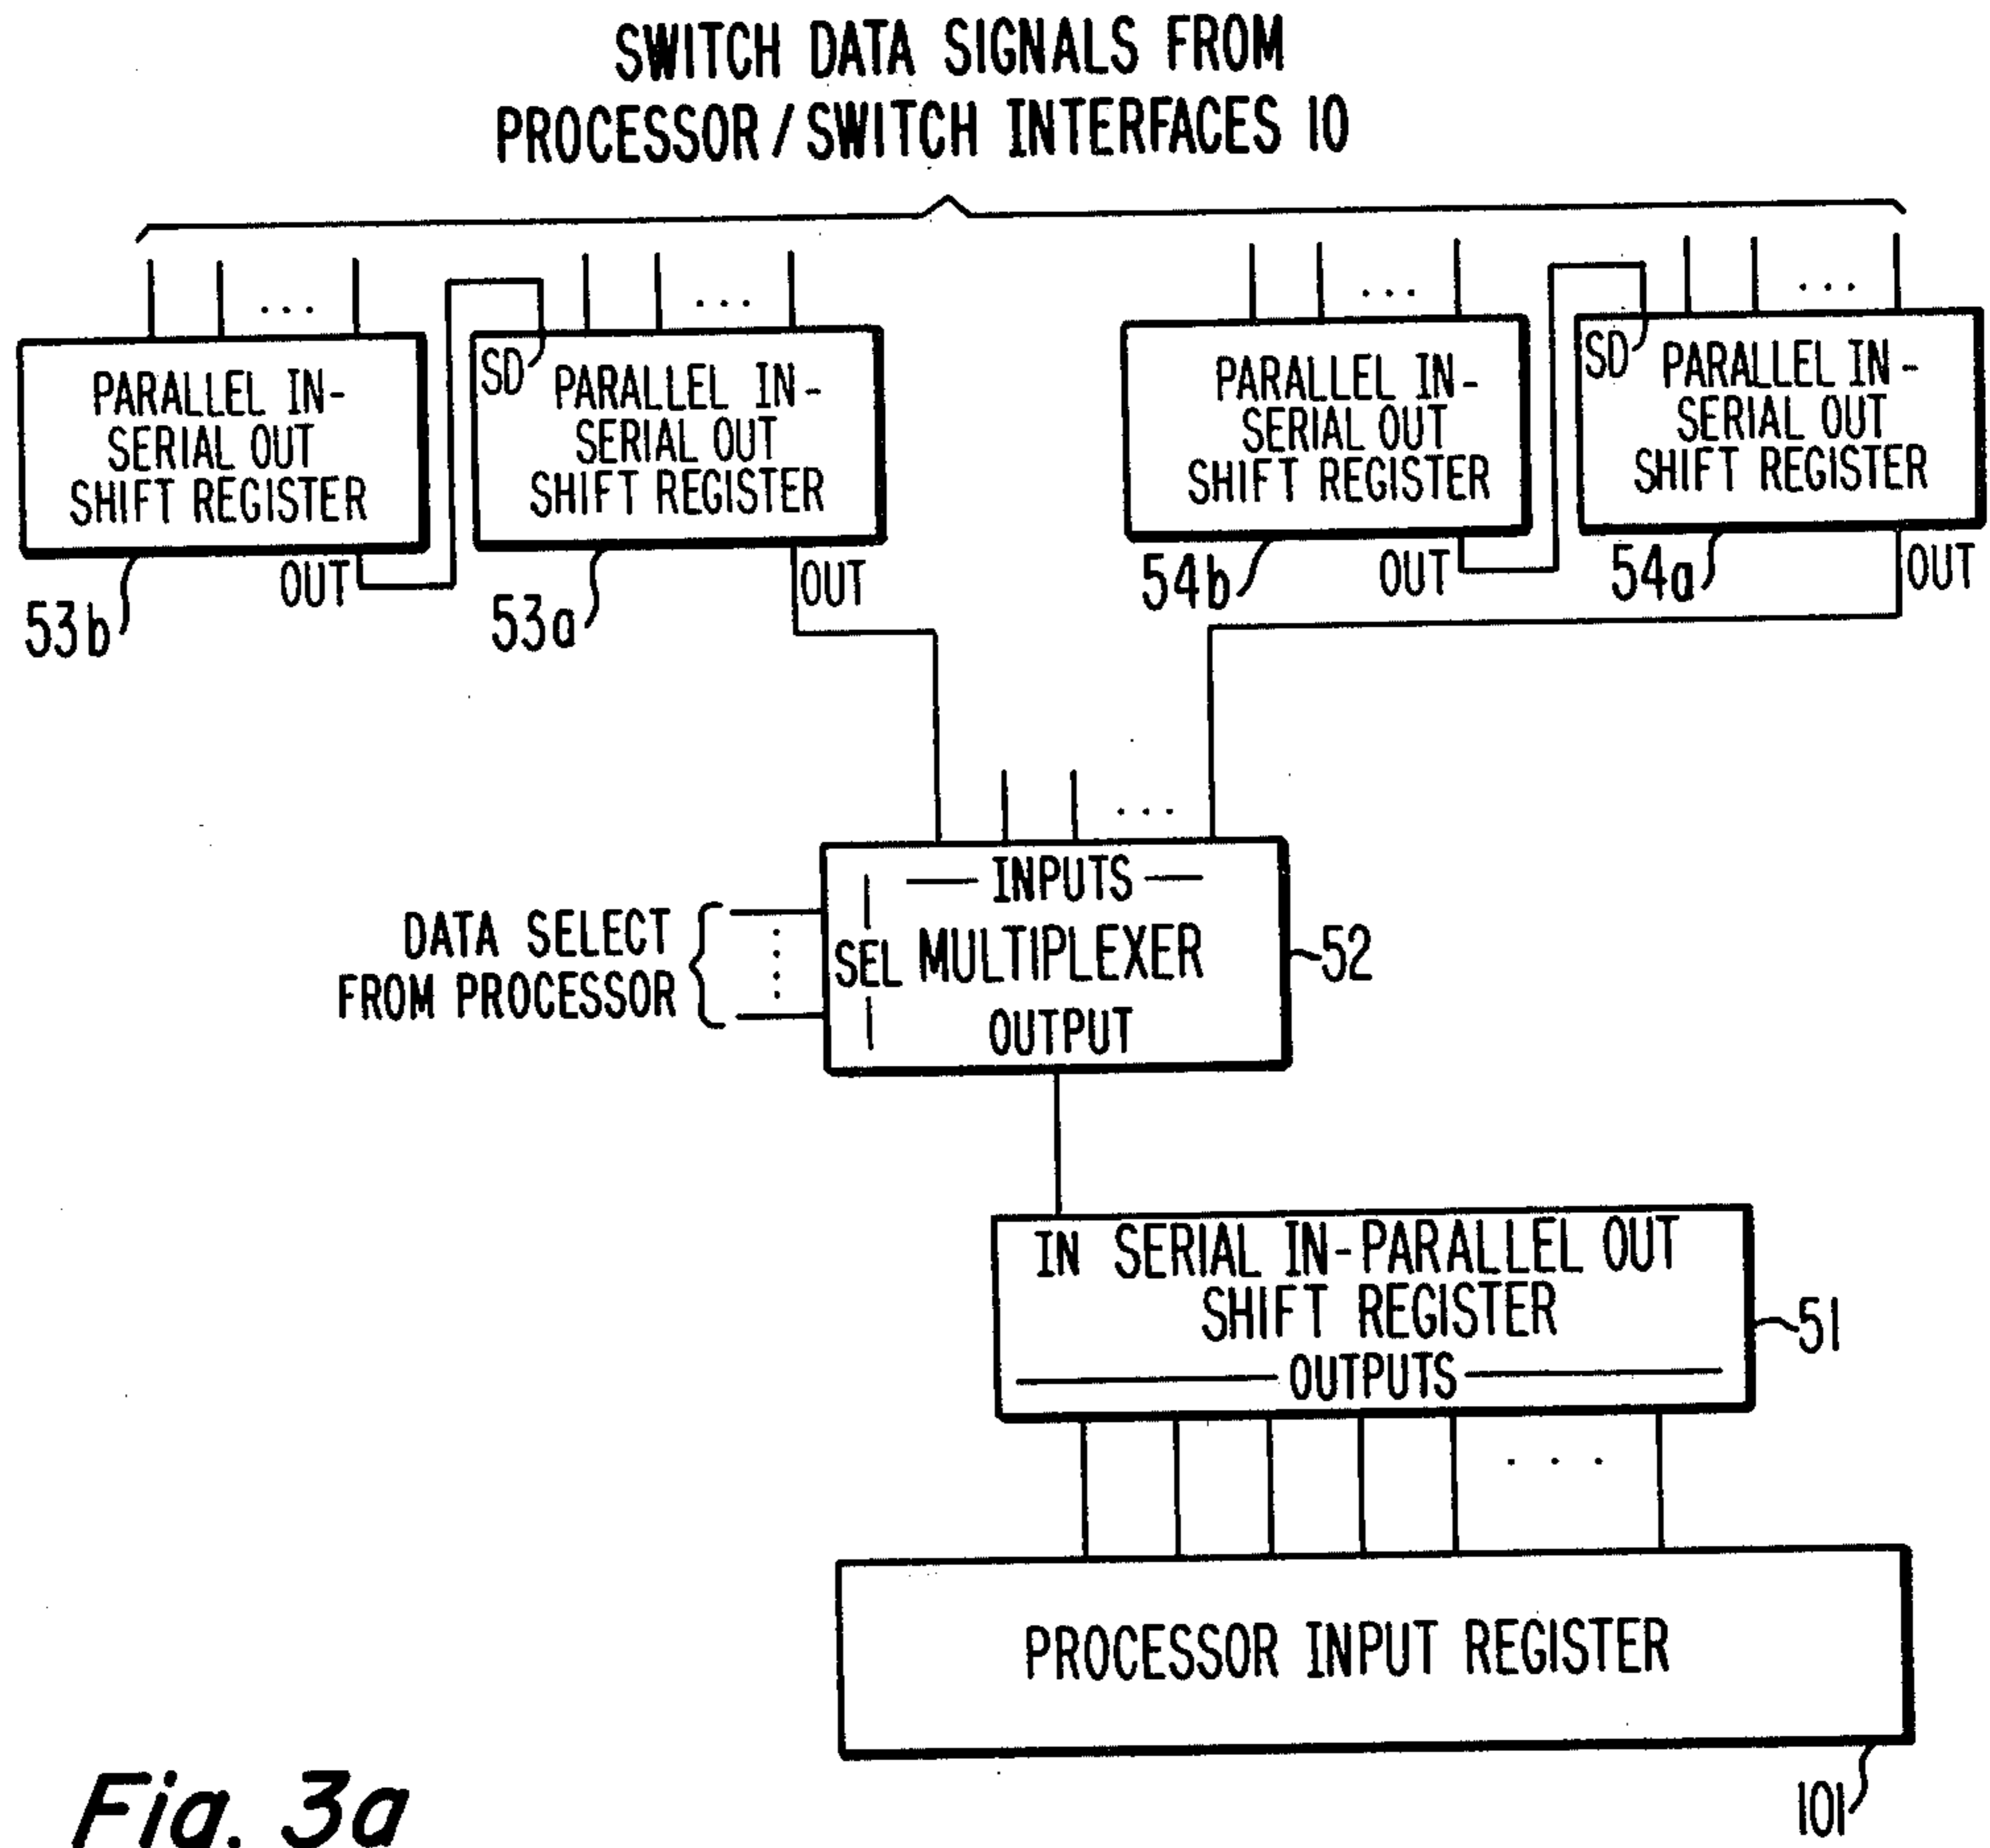 SWITCH DATA SIGNALS FROM
PROCESSOR/SWITCH INTERFACES 10
PARALLEL IN-
SERIAL OUT
SHIFT REGISTER
OUT
53b
SD
PARALLEL IN-
SERIAL OUT
SHIFT REGISTER
OUT
53a
PARALLEL IN-
SERIAL OUT
SHIFT REGISTER
OUT
54b
SD
PARALLEL IN-
SERIAL OUT
SHIFT REGISTER
OUT
54a
DATA SELECT
FROM PROCESSOR
INPUTS
SEL MULTIPLEXER
OUTPUT
52
IN SERIAL IN-PARALLEL OUT
SHIFT REGISTER
OUTPUTS
51
PROCESSOR INPUT REGISTER
101
Fig. 3a